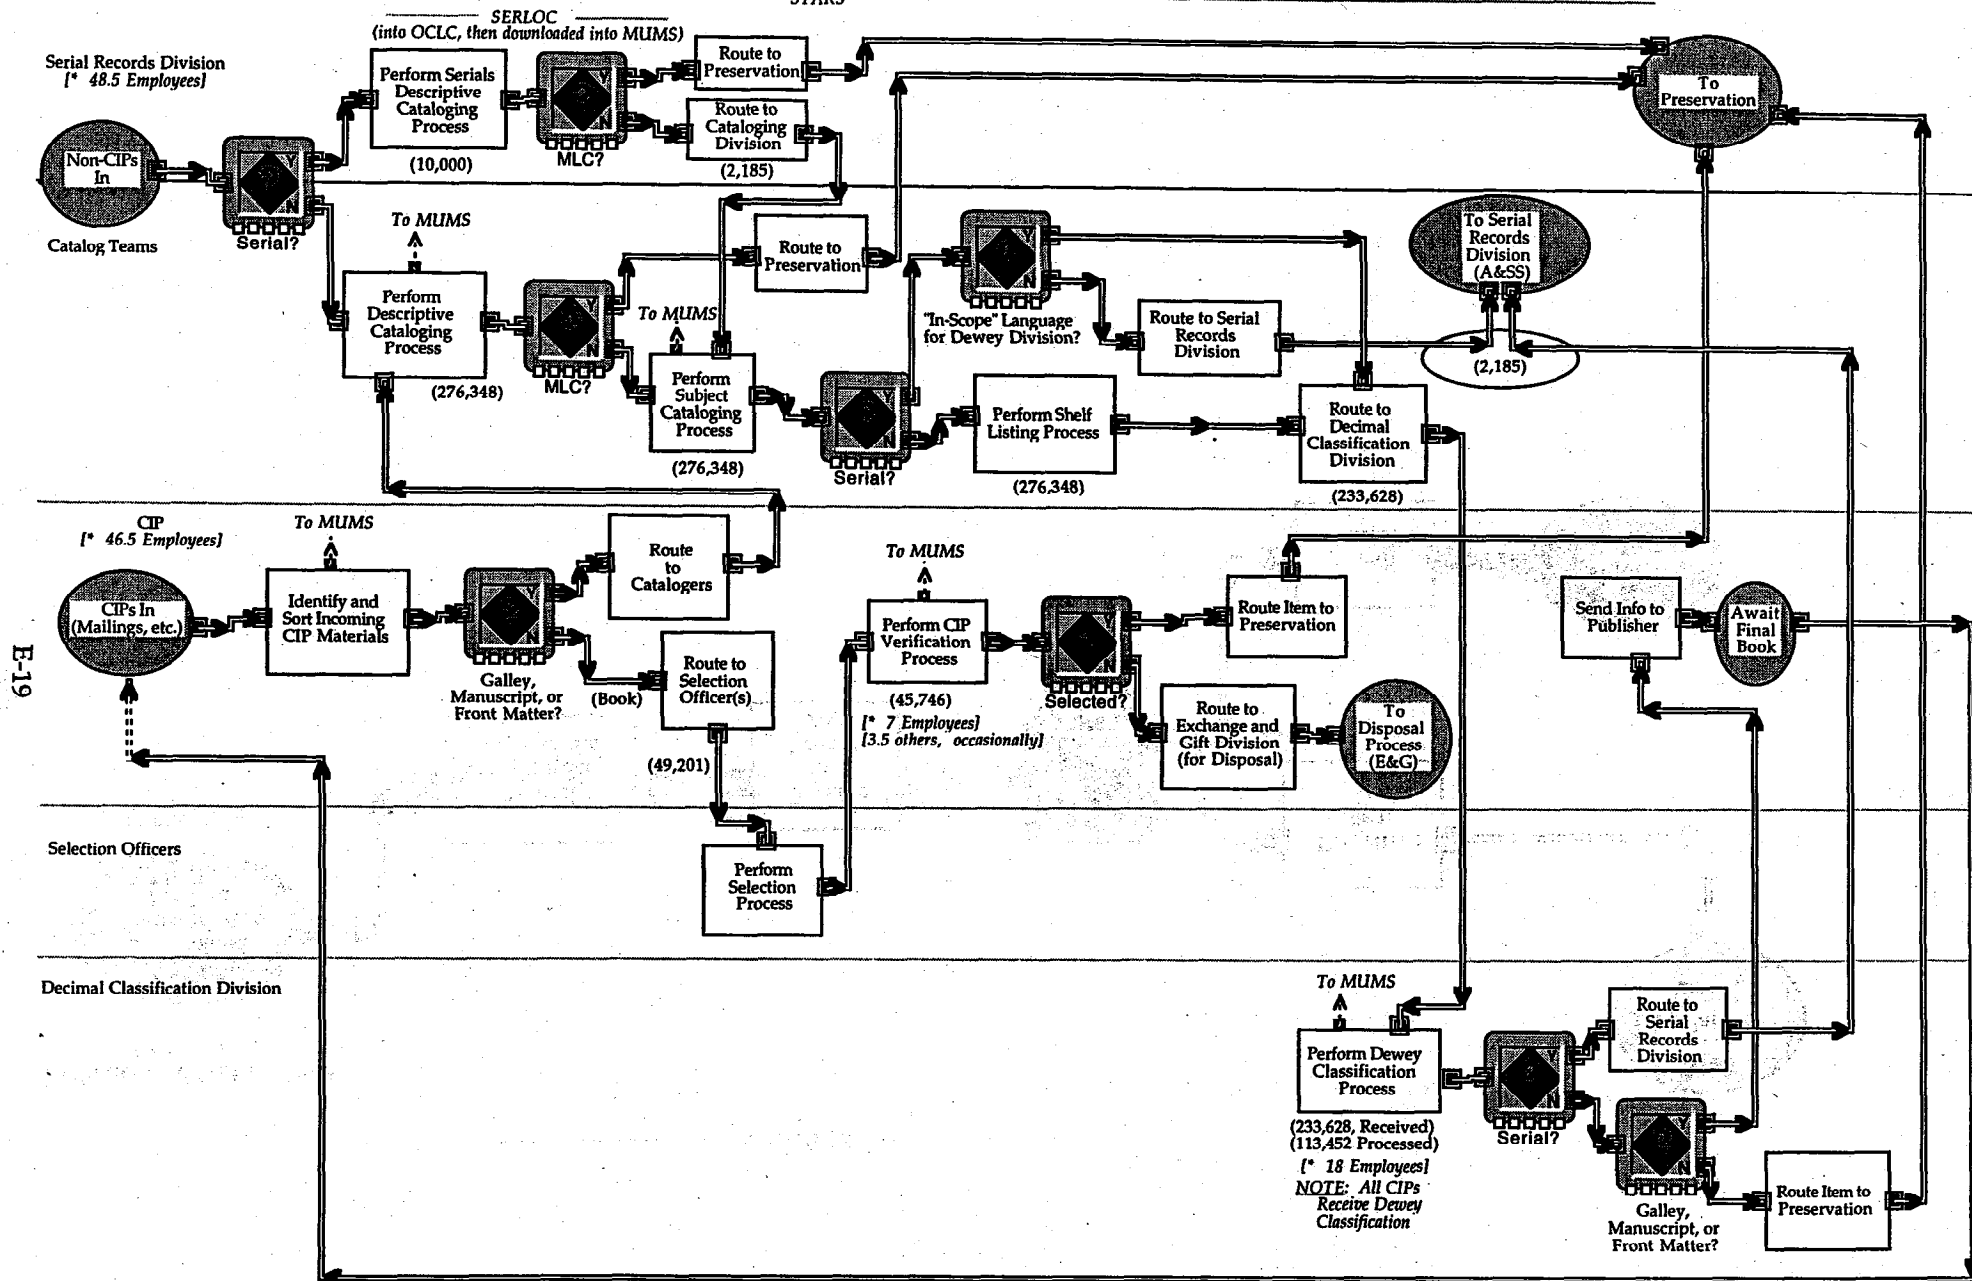 SERLOC
(into OCLC, then downloaded into MUMS)
Serial Records Division
[* 48.5 Employees]
Non-CIPs
In
Y
N
Serial?
Catalog Teams
Perform Serials
Descriptive
Cataloging
Process
(10,000)
Y
N
MLC?
Route to
Preservation
Route to
Cataloging
Division
(2,185)
To
Preservation
To MUMS
Perform
Descriptive
Cataloging
Process
(276,348)
Y
N
MLC?
Route to
Preservation
To MUMS
Perform
Subject
Cataloging
Process
(276,348)
Y
N
Serial?
Y
N
"In-Scope" Language
for Dewey Division?
Route to Serial
Records
Division
Perform Shelf
Listing Process
(276,348)
Route to
Decimal
Classification
Division
(233,628)
To Serial
Records
Division
(A&SS)
(2,185)
CIP
[* 46.5 Employees]
To MUMS
CIPs In
(Mailings, etc.)
Identify and
Sort Incoming
CIP Materials
Y
N
Galley,
Manuscript, or
Front Matter?
Route
to
Catalogers
(Book)
Route to
Selection
Officer(s)
(49,201)
To MUMS
Perform CIP
Verification
Process
(45,746)
[* 7 Employees]
[3.5 others, occasionally]
Y
N
Selected?
Route Item to
Preservation
Route to
Exchange and
Gift Division
(for Disposal)
To
Disposal
Process
(E&G)
Send Info to
Publisher
Await
Final
Book
E-19
Selection Officers
Perform
Selection
Process
Decimal Classification Division
To MUMS
Perform Dewey
Classification
Process
(233,628, Received)
(113,452 Processed)
[* 18 Employees]
NOTE: All CIPs
Receive Dewey
Classification
Y
N
Serial?
Route to
Serial
Records
Division
Y
N
Galley,
Manuscript, or
Front Matter?
Route Item to
Preservation